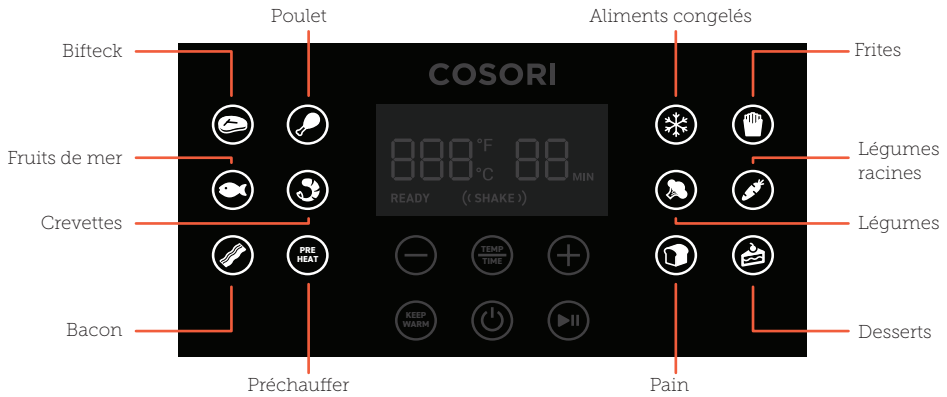 Poulet
Aliments congelés
Bifteck
Frites
COSORI
888 °F 88
°C MIN
READY (( SHAKE ))
Fruits de mer
Légumes
racines
Crevettes
Légumes
PRE
HEAT
TEMP
TIME
KEEP
WARM
Bacon
Desserts
Préchauffer
Pain